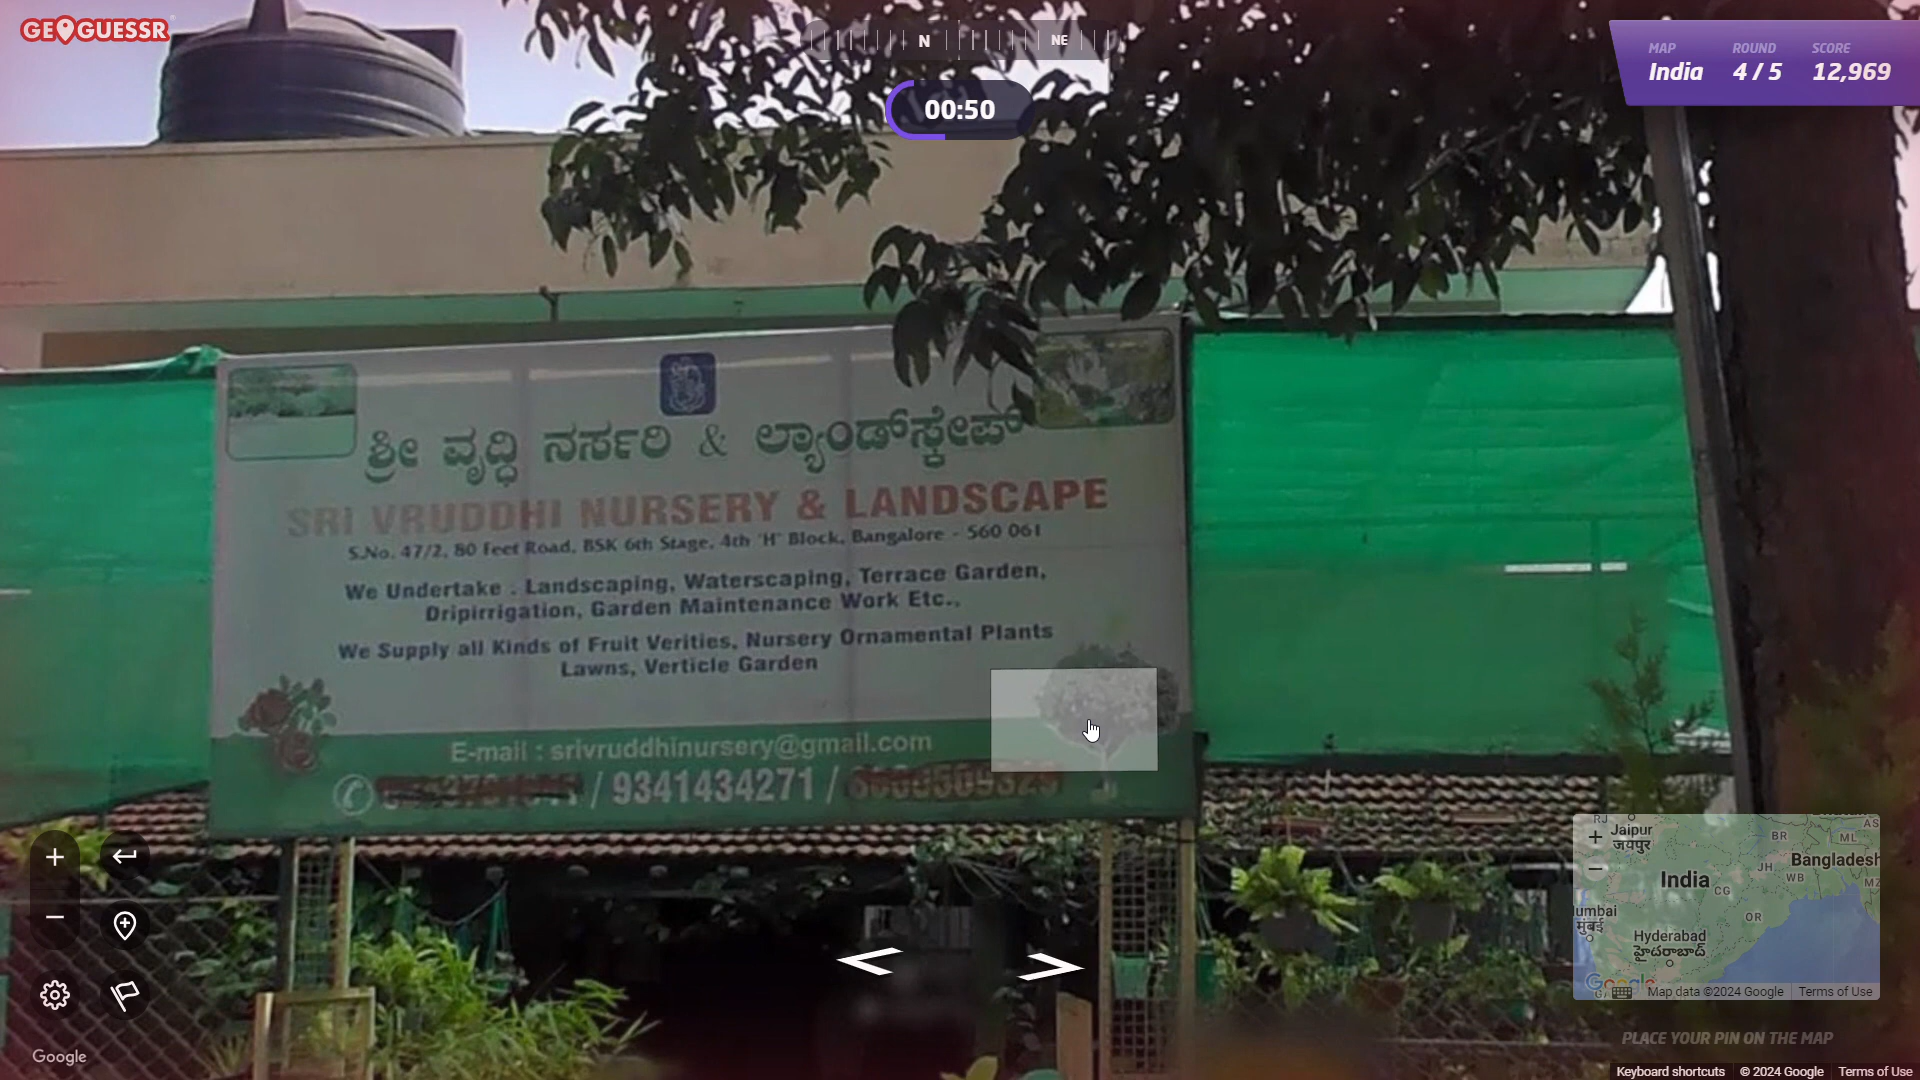 GEOGUESSR
N
NE
00:50
MAP
India
ROUND
4 / 5
SCORE
12,969
ಶ್ರೀ ವೃದ್ಧಿ ನರ್ಸರಿ & ಲ್ಯಾಂಡ್‌ಸ್ಕೇಪ್
SRI VRUDDHI NURSERY & LANDSCAPE
S.No. 47/2, 80 Feet Road, BSK 6th Stage, 4th 'H' Block, Bangalore - 560 061
We Undertake : Landscaping, Waterscaping, Terrace Garden,
Dripirrigation, Garden Maintenance Work Etc.,
We Supply all Kinds of Fruit Verities, Nursery Ornamental Plants
Lawns, Verticle Garden
E-mail : srivruddhinursery@gmail.com
/ 9341434271 /
RJ
Jaipur
जयपुर
BR
AS
ML
Bangladesh
JH
WB
MZ
India
CG
OR
umbai
मुंबई
Hyderabad
హైదరాబాద్
Google
Map data ©2024 Google
Terms of Use
PLACE YOUR PIN ON THE MAP
Google
Keyboard shortcuts
© 2024 Google
Terms of Use